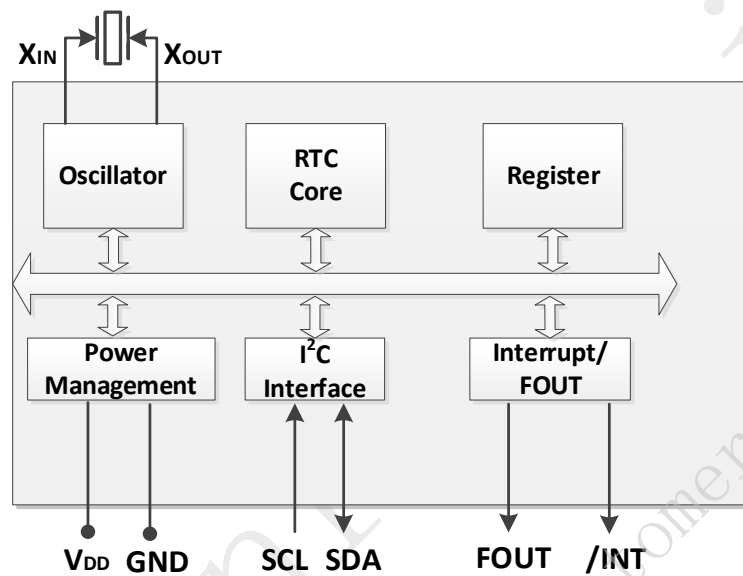 XIN XOUT
Oscillator
RTC
Core
Register
Power
Management
I²C
Interface
Interrupt/
FOUT
VDD GND SCL SDA FOUT /INT